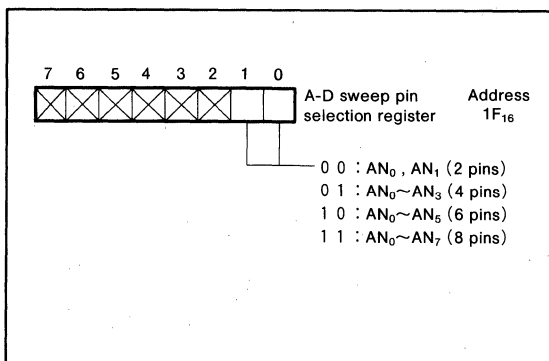 7 6 5 4 3 2 1 0
A-D sweep pin Address
selection register 1F₁₆
0 0 : AN₀ , AN₁ (2 pins)
0 1 : AN₀~AN₃ (4 pins)
1 0 : AN₀~AN₅ (6 pins)
1 1 : AN₀~AN₇ (8 pins)